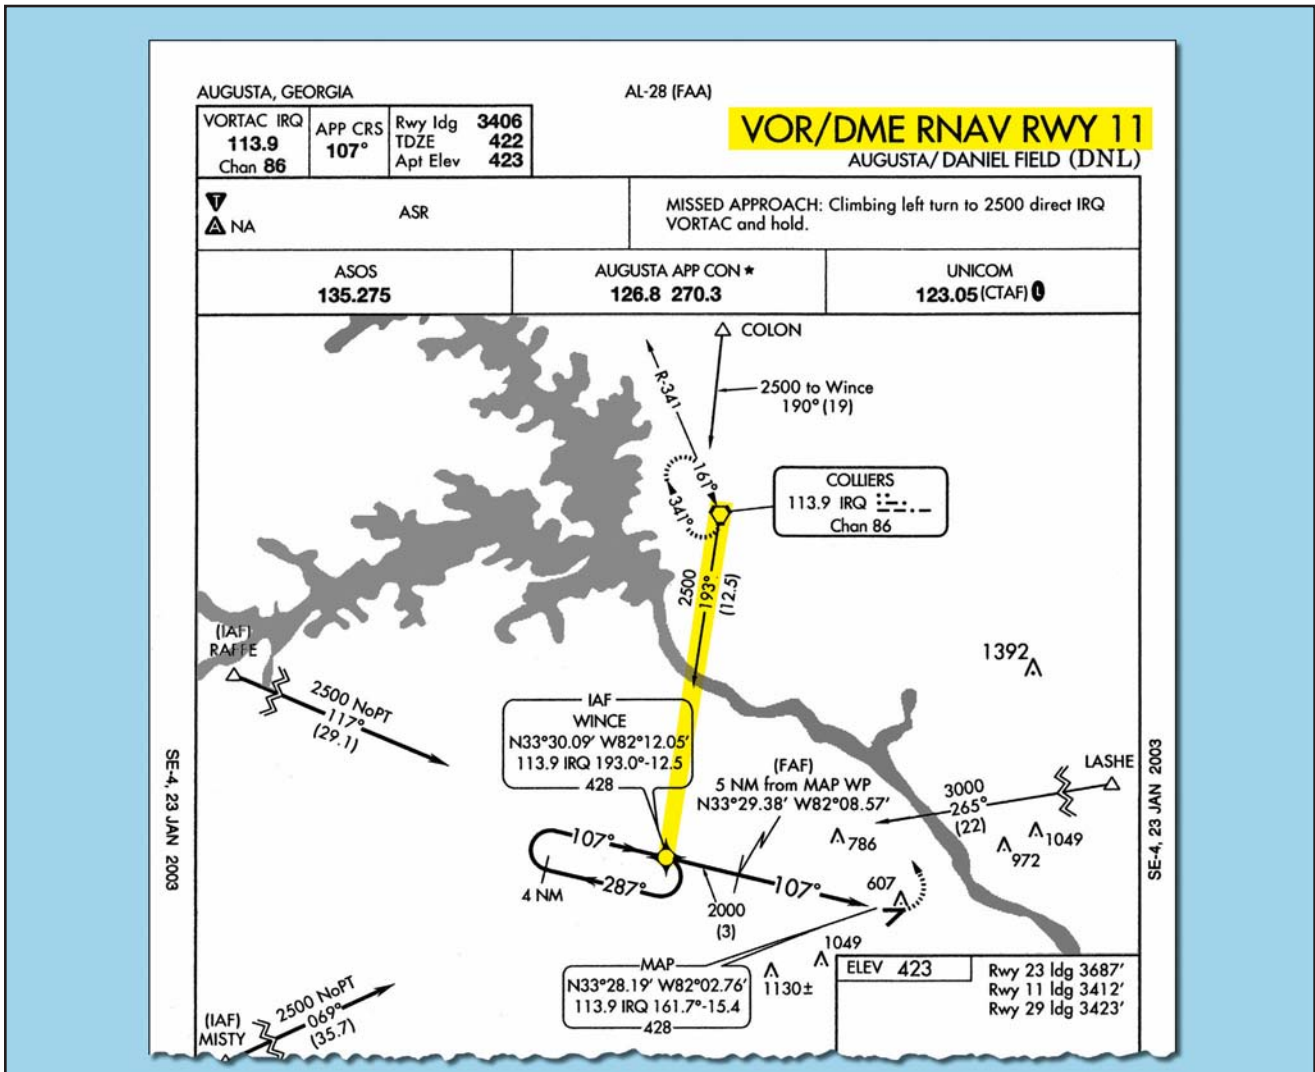 AUGUSTA, GEORGIA
AL-28 (FAA)
VORTAC IRQ
113.9
Chan 86
APP CRS
107°
Rwy ldg 3406
TDZE 422
Apt Elev 423
VOR/DME RNAV RWY 11
AUGUSTA/ DANIEL FIELD (DNL)
T
A NA
ASR
MISSED APPROACH: Climbing left turn to 2500 direct IRQ
VORTAC and hold.
ASOS
135.275
AUGUSTA APP CON ★
126.8 270.3
UNICOM
123.05 (CTAF) L
COLON
R-341
2500 to Wince
190° (19)
161°
341°
COLLIERS
113.9 IRQ
Chan 86
2500
193°
(12.5)
(IAF)
RAFFE
2500 NoPT
117°
(29.1)
1392
IAF
WINCE
N33°30.09' W82°12.05'
113.9 IRQ 193.0°-12.5
428
(FAF)
5 NM from MAP WP
N33°29.38' W82°08.57'
LASHE
3000
265°
(22)
786
1049
972
107°
287°
4 NM
2000
(3)
107°
607
1049
1130±
MAP
N33°28.19' W82°02.76'
113.9 IRQ 161.7°-15.4
428
ELEV 423
Rwy 23 ldg 3687'
Rwy 11 ldg 3412'
Rwy 29 ldg 3423'
2500 NoPT
069°
(35.7)
(IAF)
MISTY
SE-4, 23 JAN 2003
SE-4, 23 JAN 2003